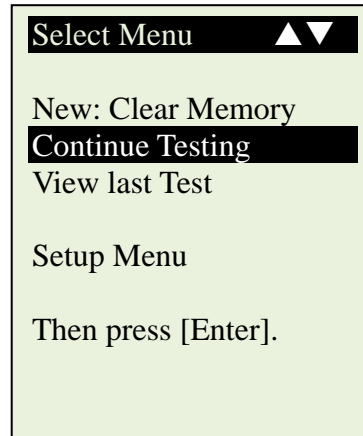 Select Menu ▲▼
New: Clear Memory
Continue Testing
View last Test
Setup Menu
Then press [Enter].